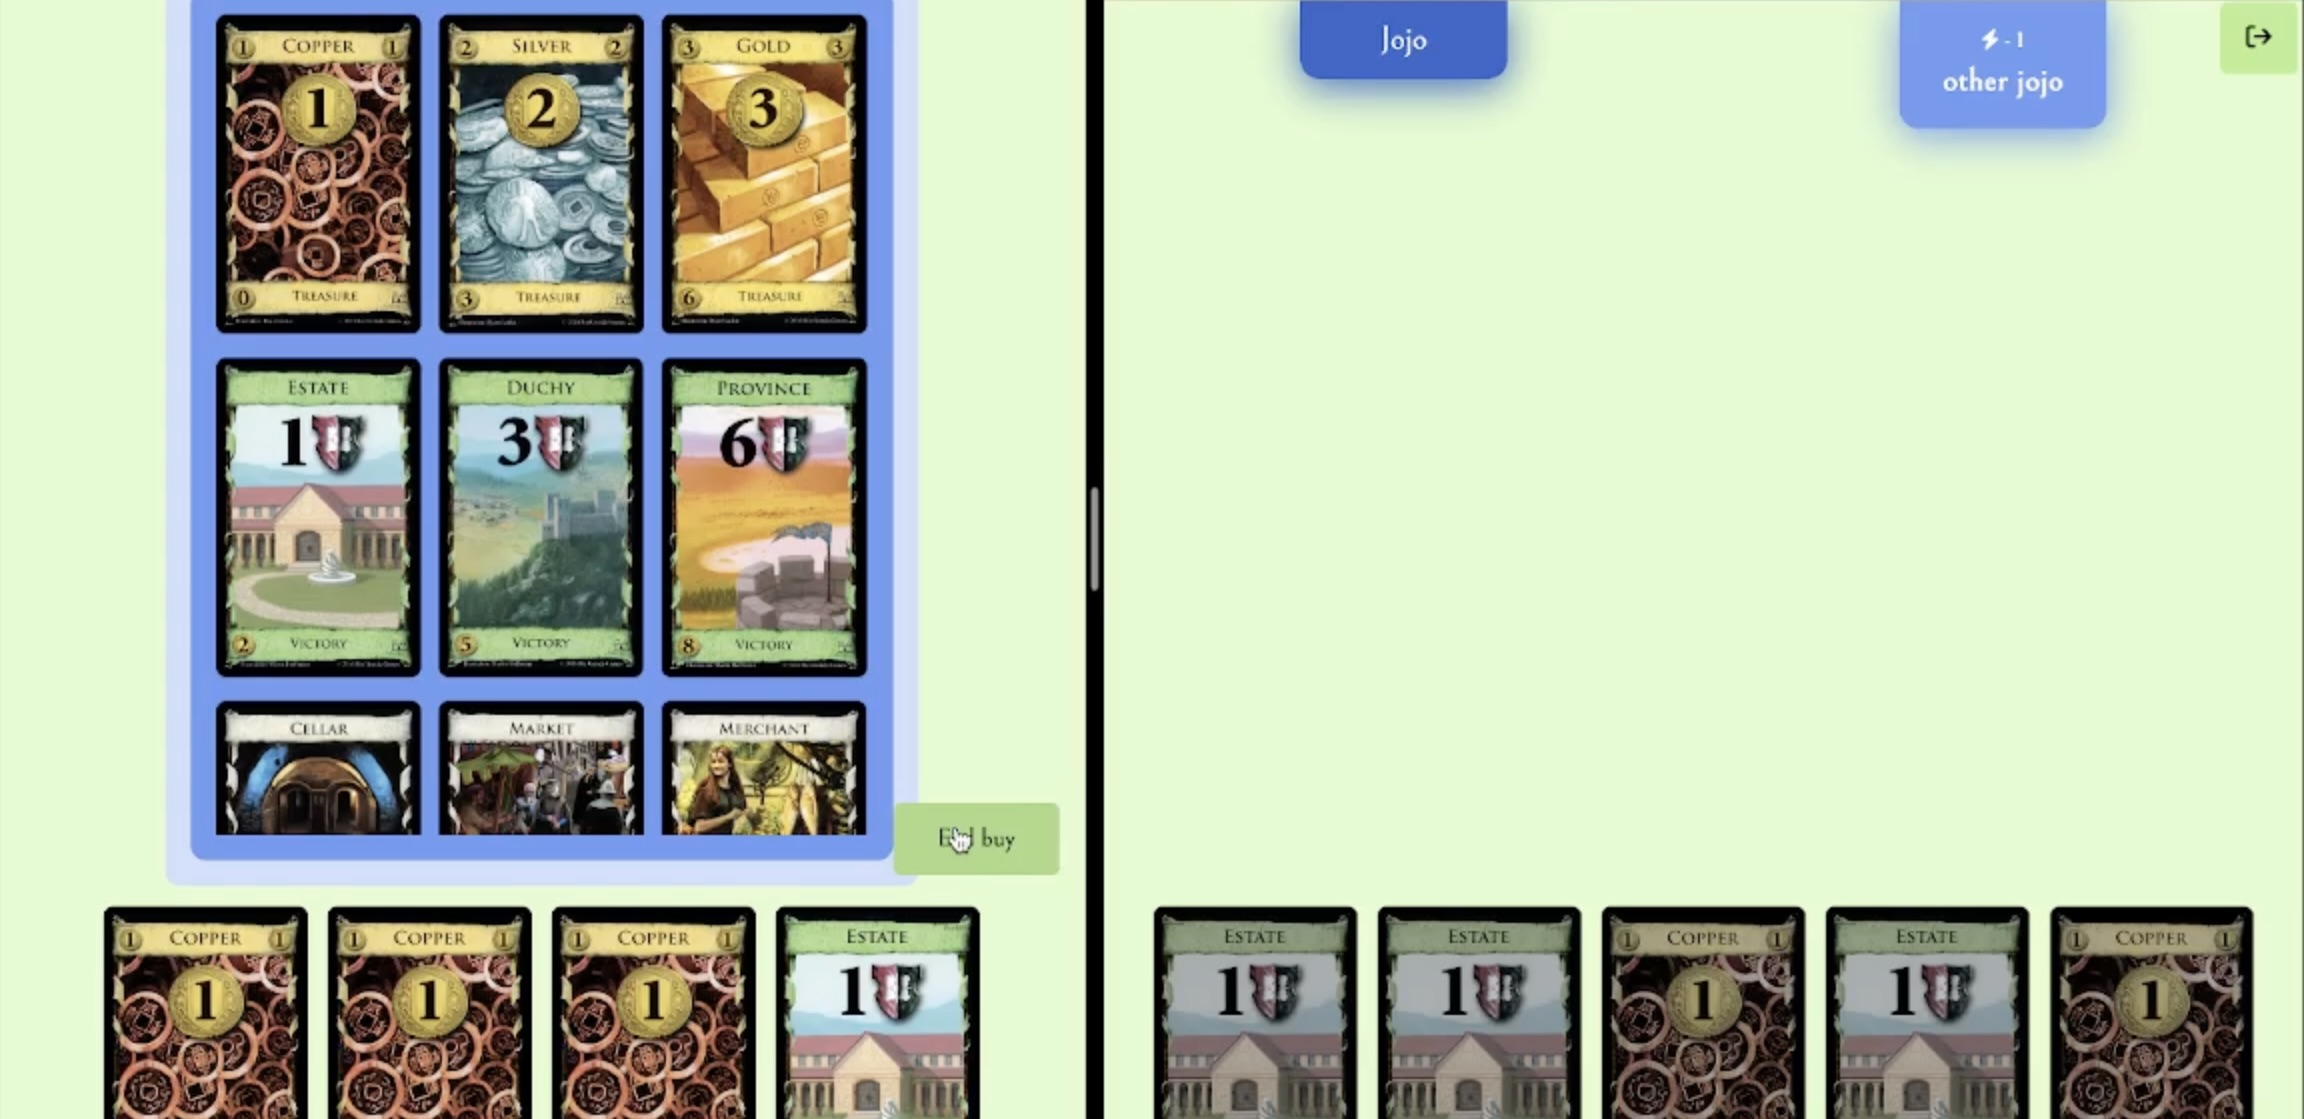 1 COPPER 1
1
0 TREASURE
2 SILVER 2
2
3 TREASURE
3 GOLD 3
3
6 TREASURE
ESTATE
1
2 VICTORY
DUCHY
3
5 VICTORY
PROVINCE
6
8 VICTORY
CELLAR
MARKET
MERCHANT
buy
1 COPPER 1
1
1 COPPER 1
1
1 COPPER 1
1
ESTATE
1
Jojo
- 1
other jojo
ESTATE
1
ESTATE
1
1 COPPER 1
1
ESTATE
1
1 COPPER 1
1